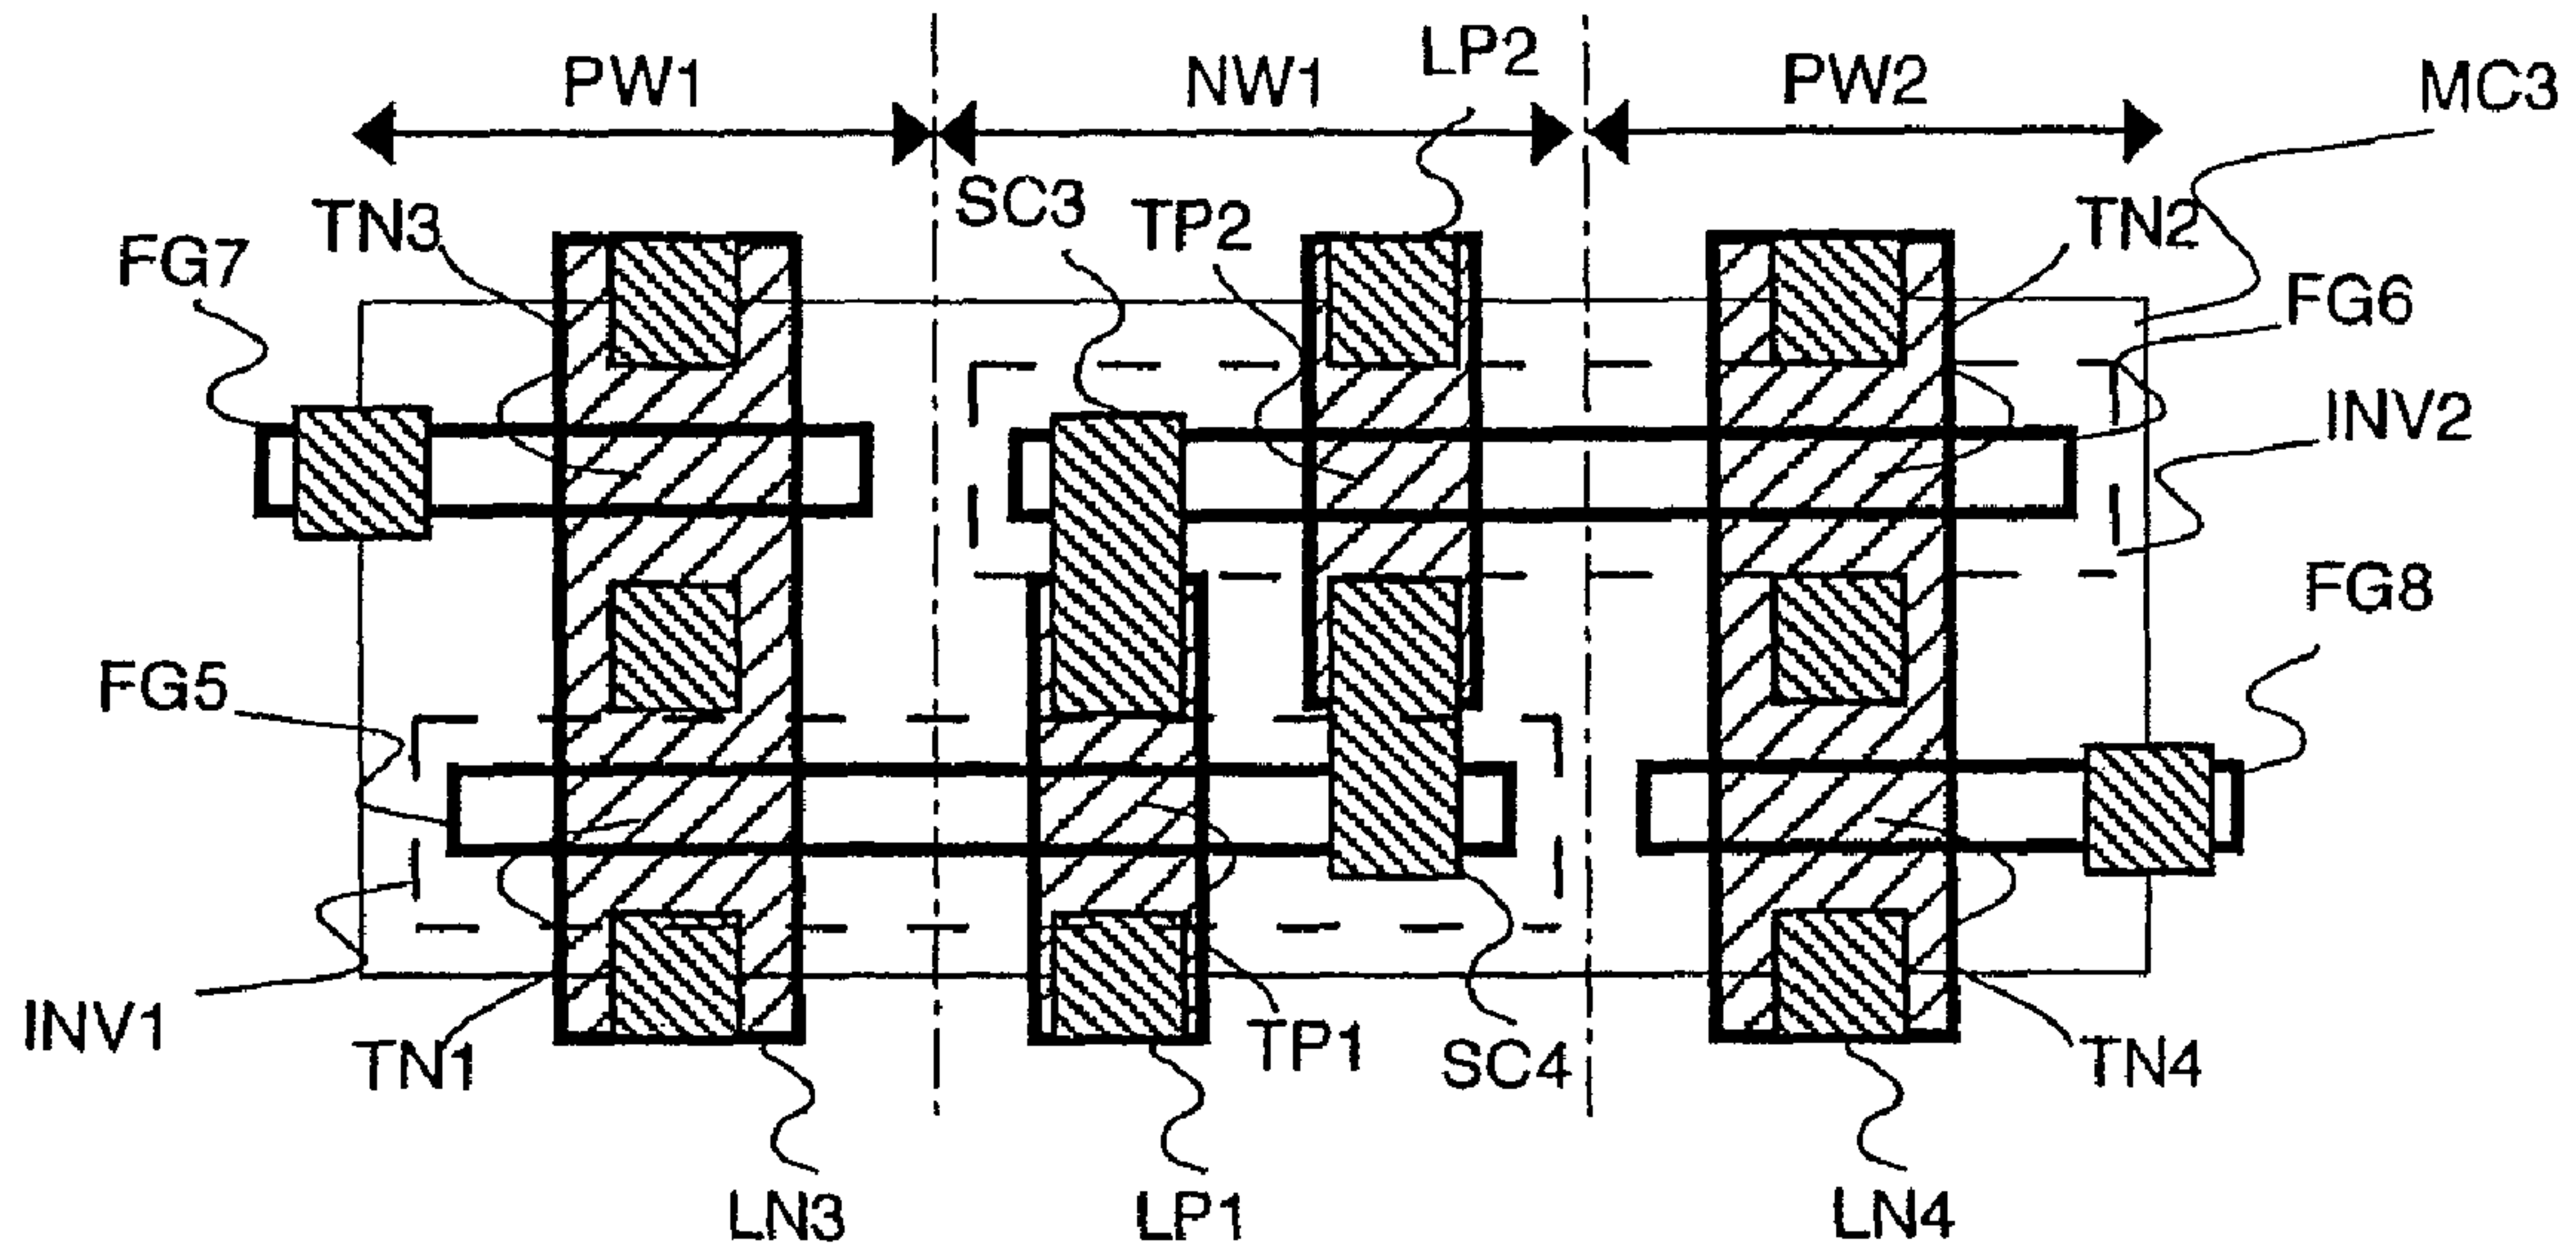 LP2
PW1
NW1
PW2
MC3
SC3
TP2
TN3
TN2
FG7
FG6
INV2
FG8
FG5
INV1
TN1
TP1
SC4
TN4
LN3
LP1
LN4